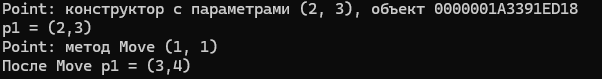 Point: конструктор с параметрами (2, 3), объект 0000001A3391ED18
p1 = (2,3)
Point: метод Move (1, 1)
После Move p1 = (3,4)